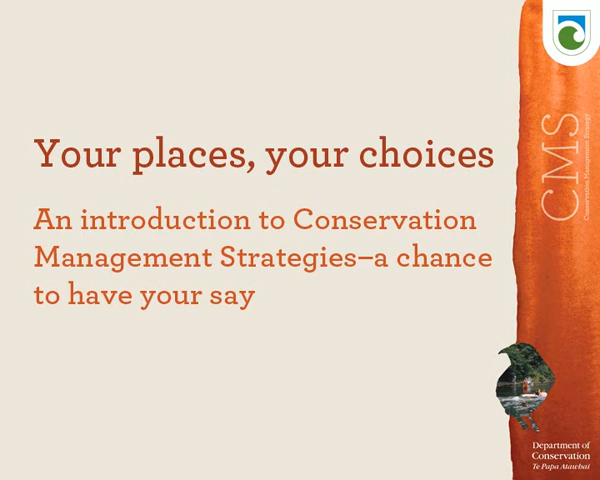 Your places, your choices
An introduction to Conservation
Management Strategies–a chance
to have your say
CMS
Conservation Management Strategy
Department of
Conservation
Te Papa Atawhai